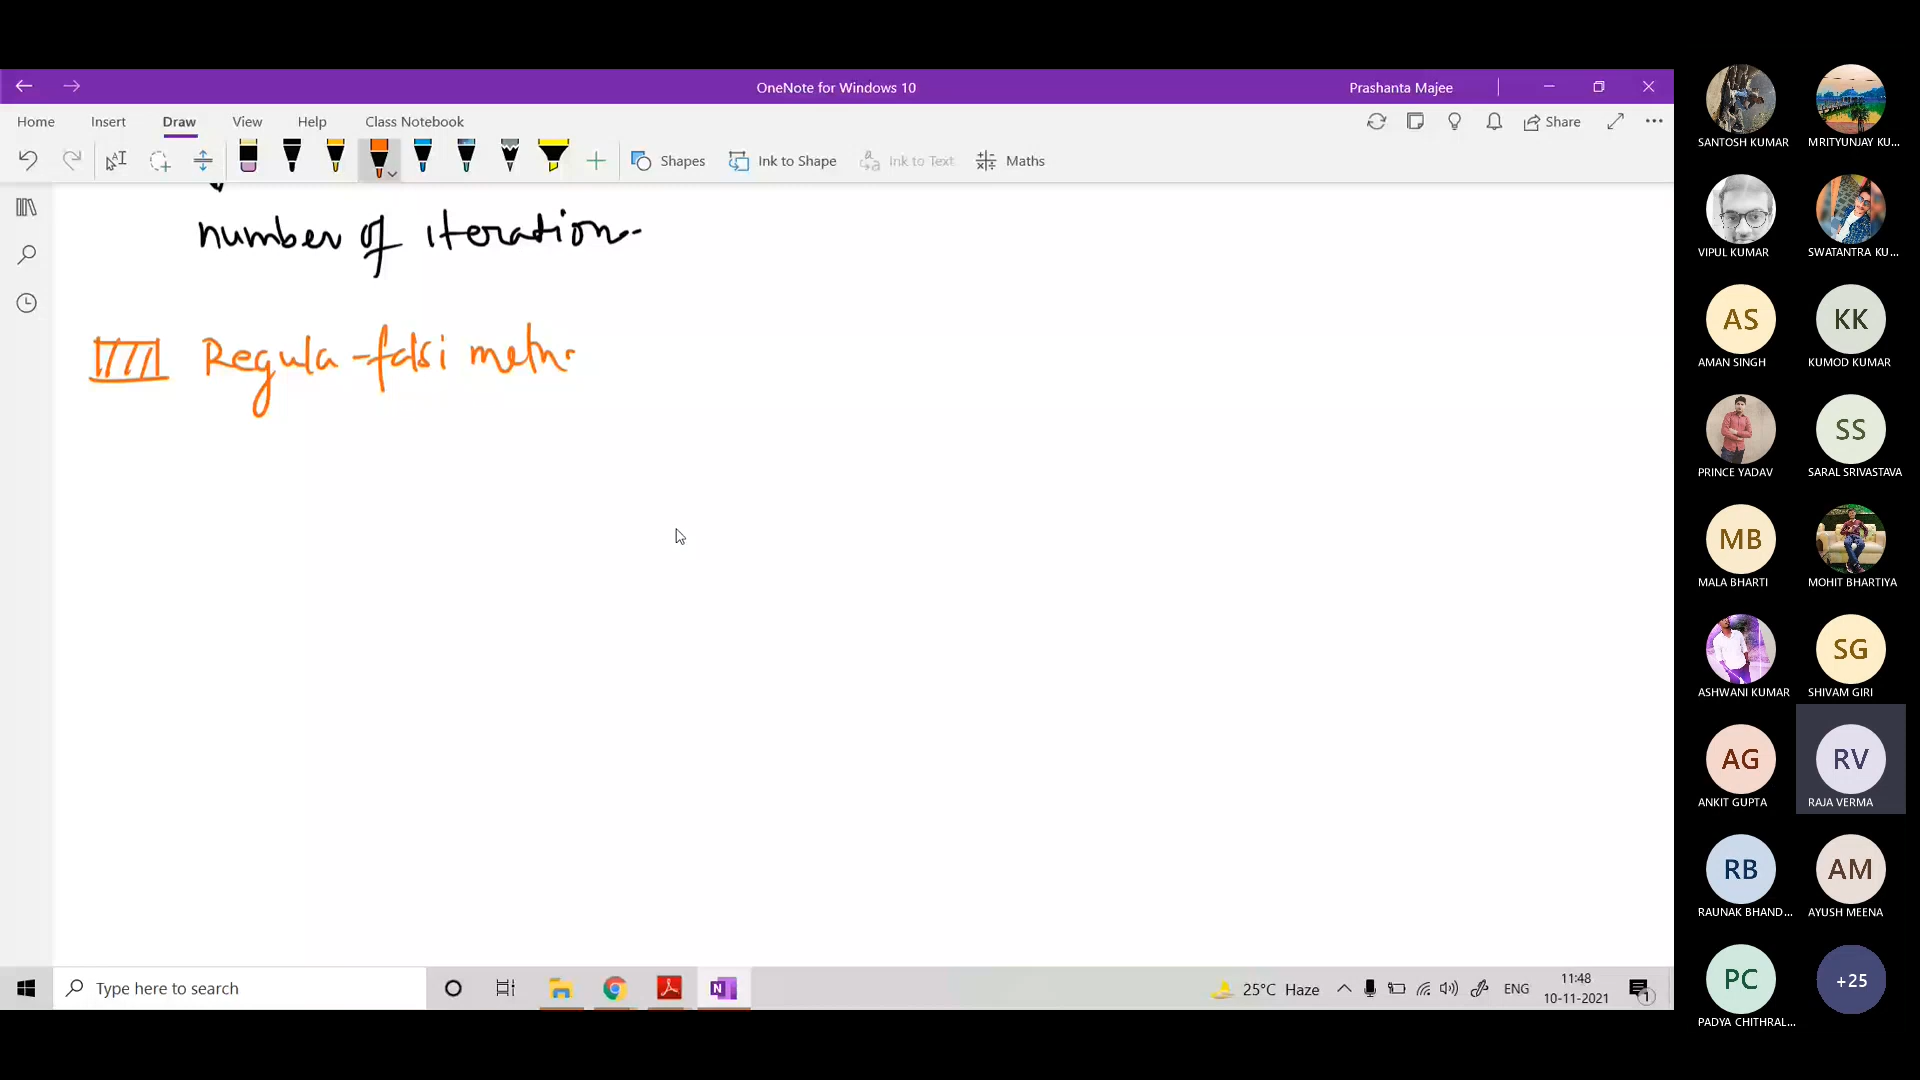 OneNote for Windows 10
Prashanta Majee
Home Insert Draw View Help Class Notebook
Share
Shapes Ink to Shape Ink to Text Maths
number of iteration.
Regula-falsi meth
SANTOSH KUMAR
MRITYUNJAY KU...
VIPUL KUMAR
SWATANTRA KU...
AS
AMAN SINGH
KK
KUMOD KUMAR
PRINCE YADAV
SS
SARAL SRIVASTAVA
MB
MALA BHARTI
MOHIT BHARTIYA
ASHWANI KUMAR
SG
SHIVAM GIRI
AG
ANKIT GUPTA
RV
RAJA VERMA
RB
RAUNAK BHAND...
AM
AYUSH MEENA
PC
PADYA CHITHRAL...
+25
Type here to search
25°C Haze
ENG
11:48
10-11-2021
1